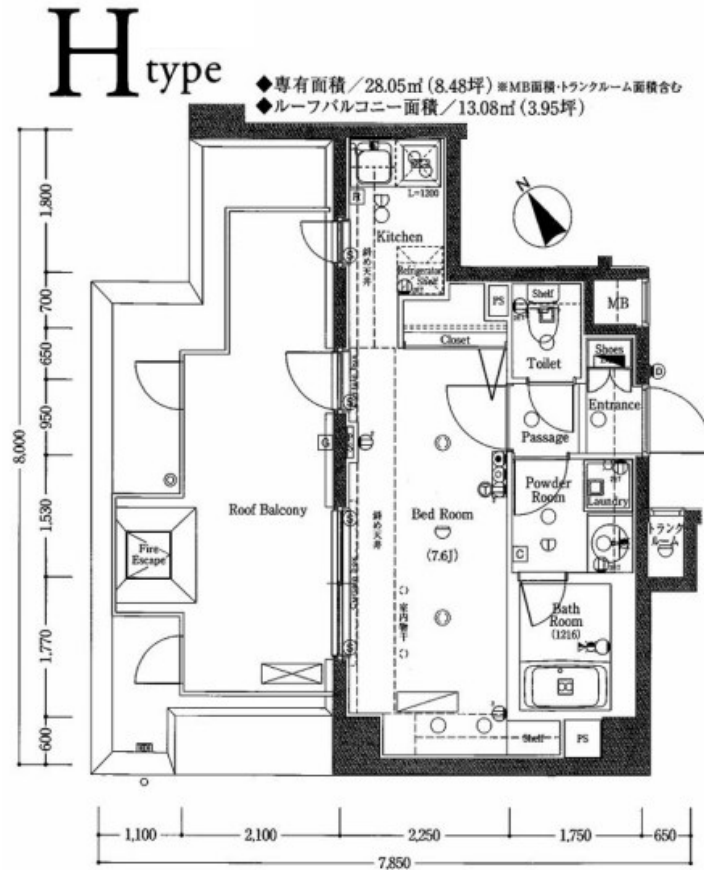 H type
◆専有面積／28.05㎡(8.48坪) ※MB面積・トランクルーム面積含む
◆ルーフバルコニー面積／13.08㎡(3.95坪)
N
L=1200
R
Kitchen
斜め天井
Refrigerator
PS
Shelf
MB
Closet
Toilet
Shoes
D
Entrance
Passage
S
S
G
T
Roof Balcony
Bed Room
(7.6J)
斜め天井
Powder
Room
Laundry
トランク
ルーム
C
Fire
Escape
S
S
室内物干
Bath
Room
(1216)
Shelf
PS
8,000
1,800
700
650
950
1,530
1,770
600
1,100
2,100
2,250
1,750
650
7,850